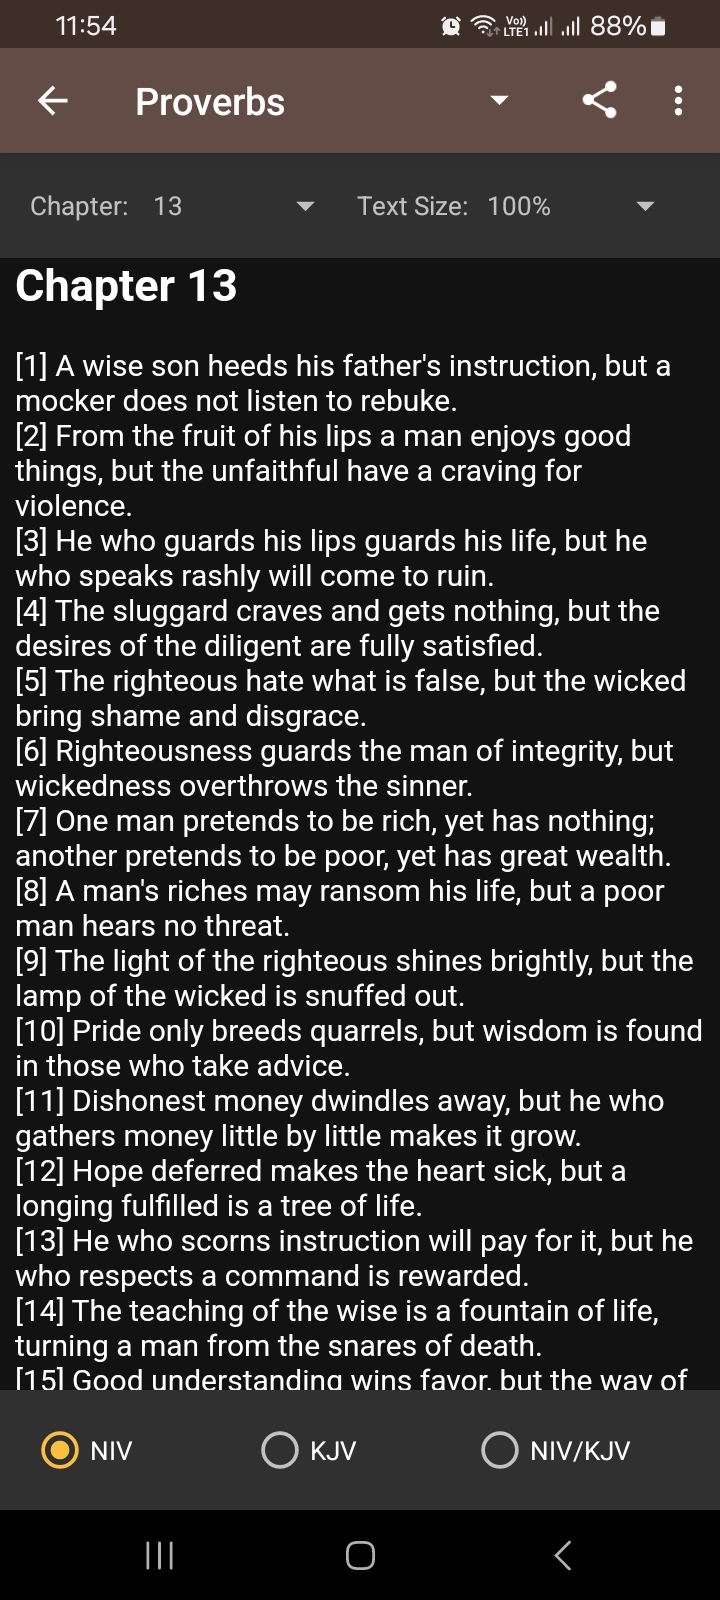 11:54
Vo)) LTE1 88%
Proverbs
Chapter: 13 Text Size: 100%
Chapter 13
[1] A wise son heeds his father's instruction, but a
mocker does not listen to rebuke.
[2] From the fruit of his lips a man enjoys good
things, but the unfaithful have a craving for
violence.
[3] He who guards his lips guards his life, but he
who speaks rashly will come to ruin.
[4] The sluggard craves and gets nothing, but the
desires of the diligent are fully satisfied.
[5] The righteous hate what is false, but the wicked
bring shame and disgrace.
[6] Righteousness guards the man of integrity, but
wickedness overthrows the sinner.
[7] One man pretends to be rich, yet has nothing;
another pretends to be poor, yet has great wealth.
[8] A man's riches may ransom his life, but a poor
man hears no threat.
[9] The light of the righteous shines brightly, but the
lamp of the wicked is snuffed out.
[10] Pride only breeds quarrels, but wisdom is found
in those who take advice.
[11] Dishonest money dwindles away, but he who
gathers money little by little makes it grow.
[12] Hope deferred makes the heart sick, but a
longing fulfilled is a tree of life.
[13] He who scorns instruction will pay for it, but he
who respects a command is rewarded.
[14] The teaching of the wise is a fountain of life,
turning a man from the snares of death.
[15] Good understanding wins favor, but the way of
NIV KJV NIV/KJV